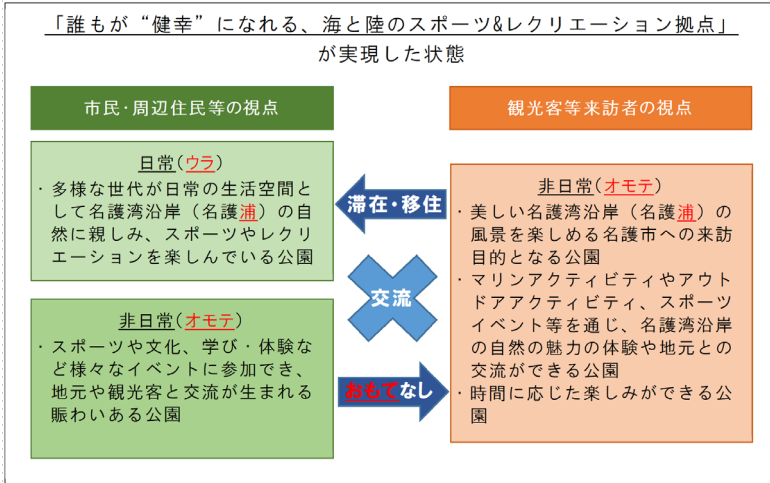 「誰もが“健幸”になれる、海と陸のスポーツ&レクリエーション拠点」
が実現した状態
市民・周辺住民等の視点
日常(ウラ)
・多様な世代が日常の生活空間と
して名護湾沿岸（名護浦）の自
然に親しみ、スポーツやレクリ
エーションを楽しんでいる公園
非日常(オモテ)
・スポーツや文化、学び・体験な
ど様々なイベントに参加でき、
地元や観光客と交流が生まれる
賑わいある公園
滞在・移住
交流
おもてなし
観光客等来訪者の視点
非日常(オモテ)
・美しい名護湾沿岸（名護浦）の
風景を楽しめる名護市への来訪
目的となる公園
・マリンアクティビティやアウト
ドアアクティビティ、スポーツ
イベント等を通じ、名護湾沿岸
の自然の魅力の体験や地元との
交流ができる公園
・時間に応じた楽しみができる公
園